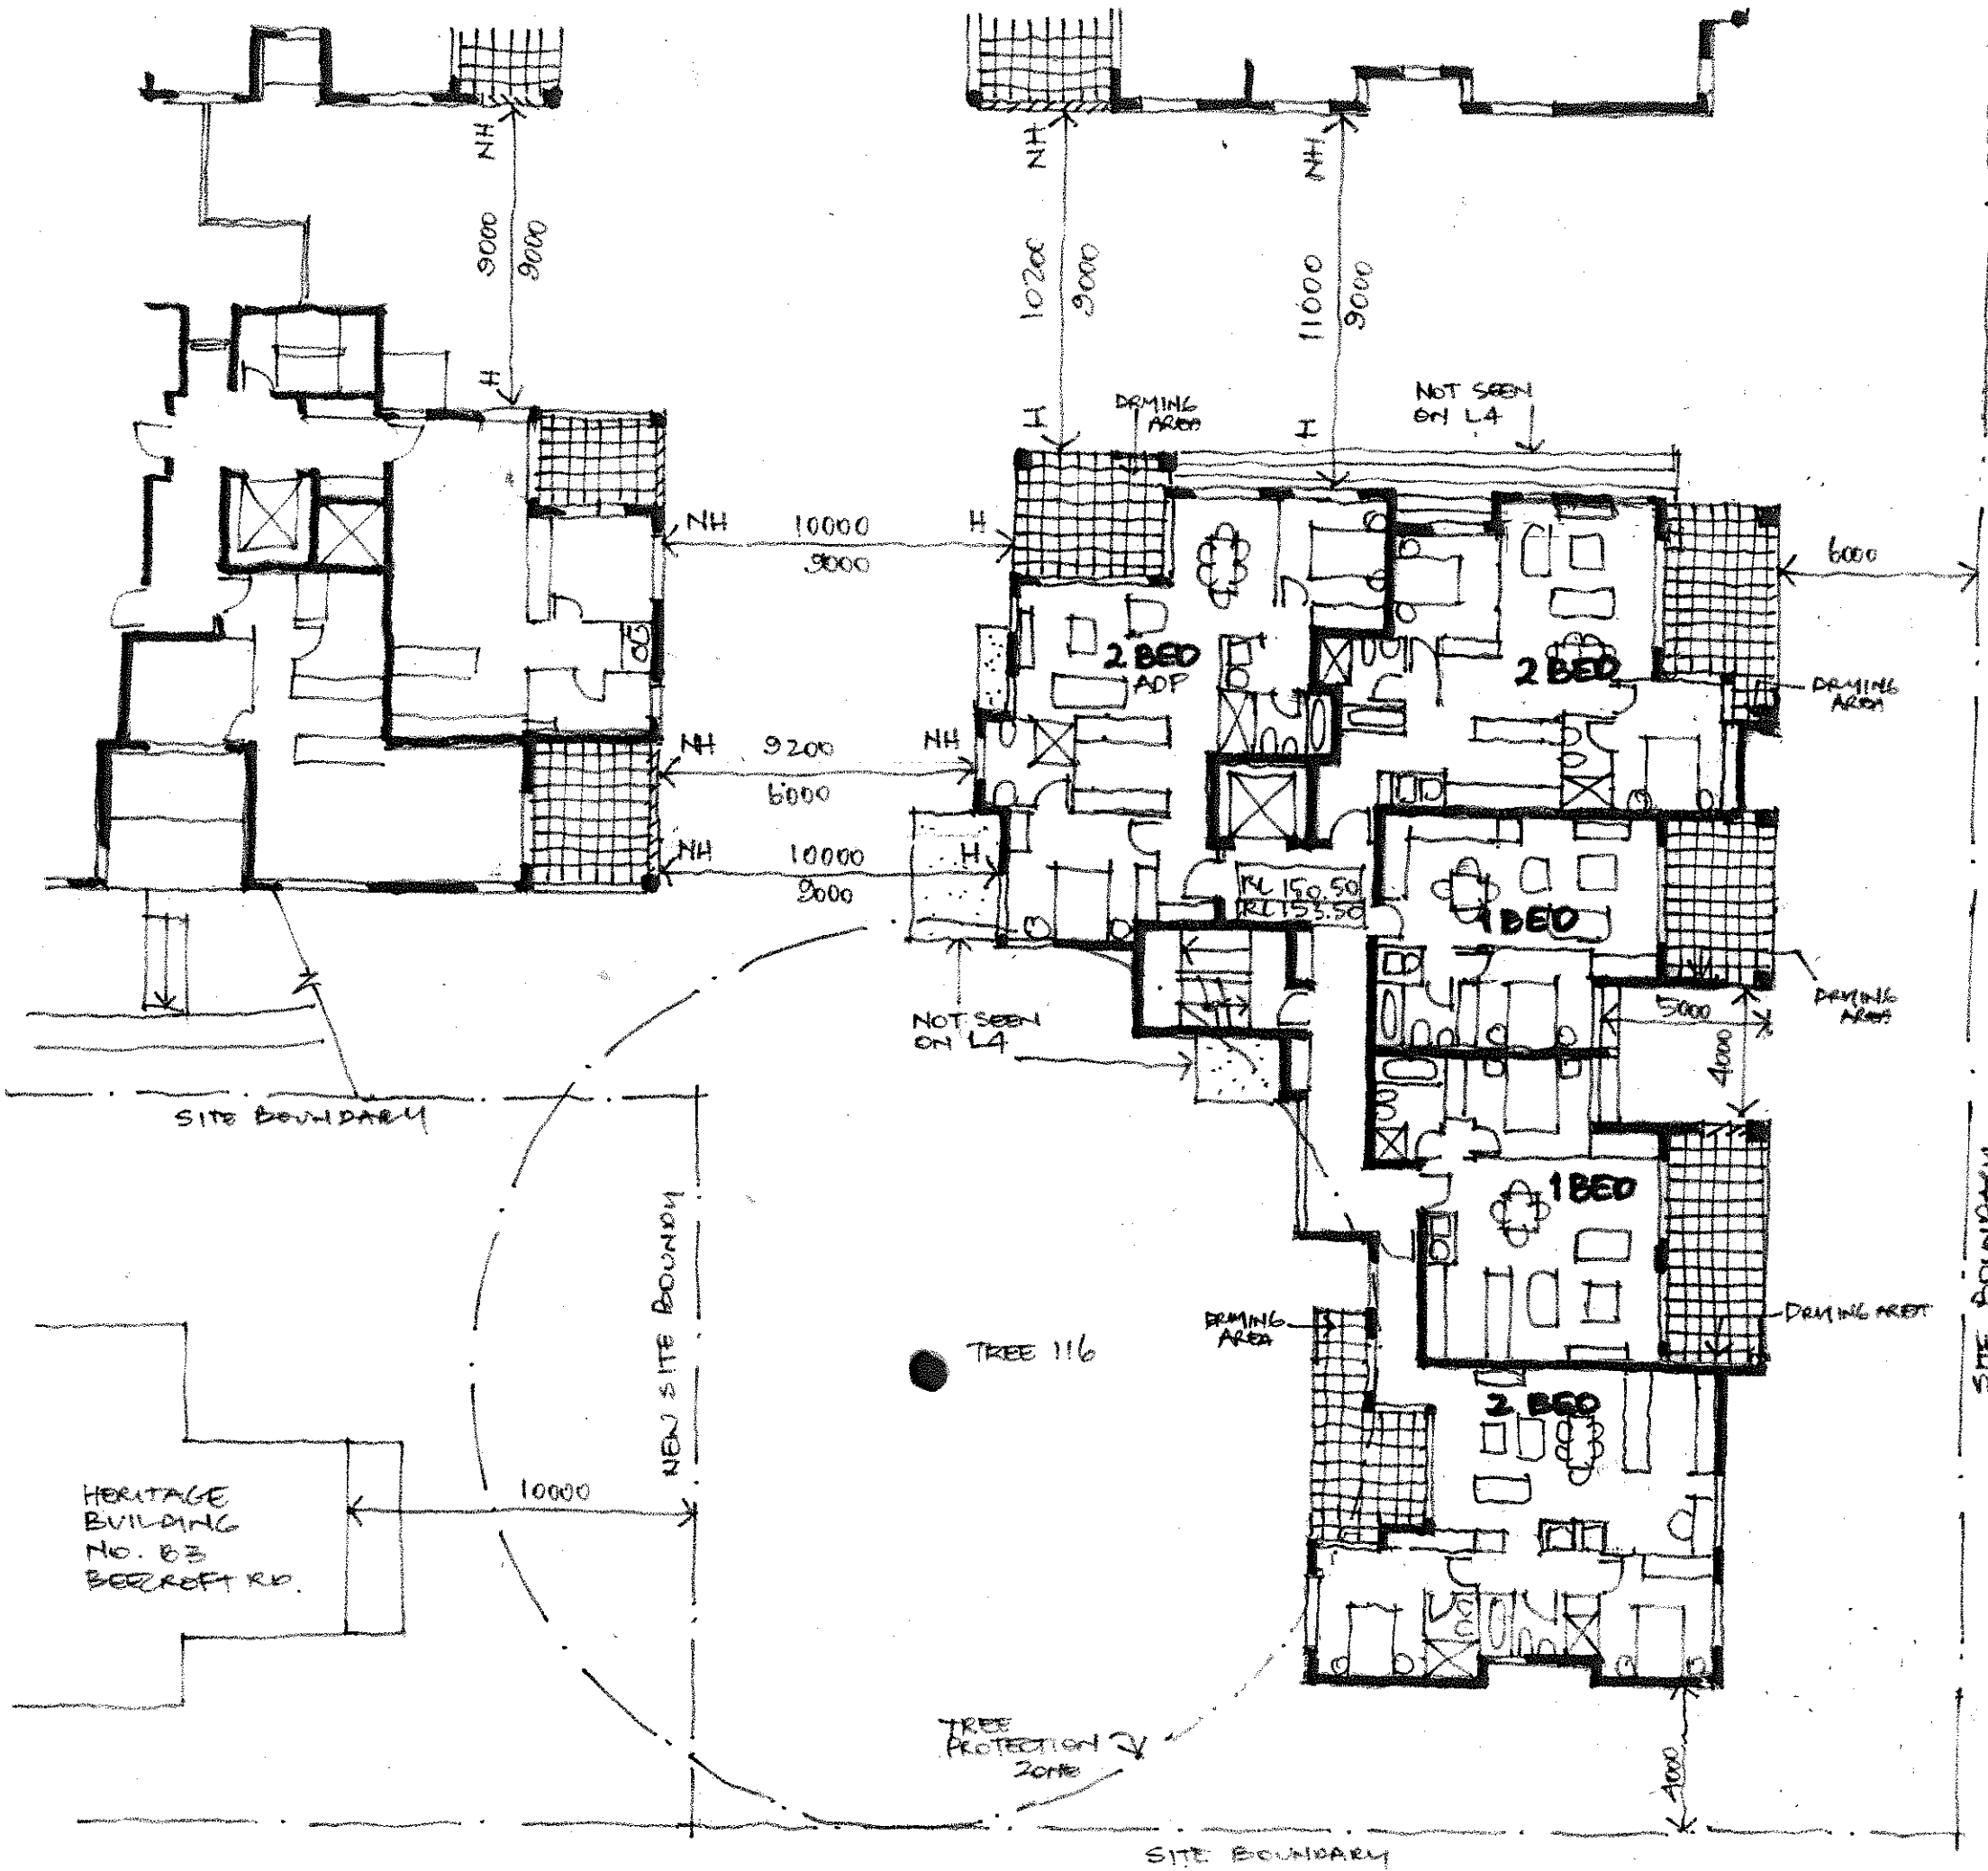 NH
9000
9000
H
NH
10200
9000
H
NH
11000
9000
H
DRYING
AREA
NOT SEEN
ON L4
NH
10000
H
9000
6000
2 BED
ADP
2 BED
DRYING
AREA
NH
9200
NH
6000
NH
10000
H
9000
RL 150.50
RL 153.50
1 BED
NOT SEEN
ON L4
5000
DRYING
AREA
4000
SITE BOUNDARY
NEW SITE BOUNDY
1 BED
SITE BOUNDARY
DRYING
AREA
DRYING AREA
TREE 116
2 BED
10000
HERITAGE
BUILDING
NO. 83
BEECROFT RD.
TREE
PROTECTION
ZONE
4000
SITE BOUNDARY